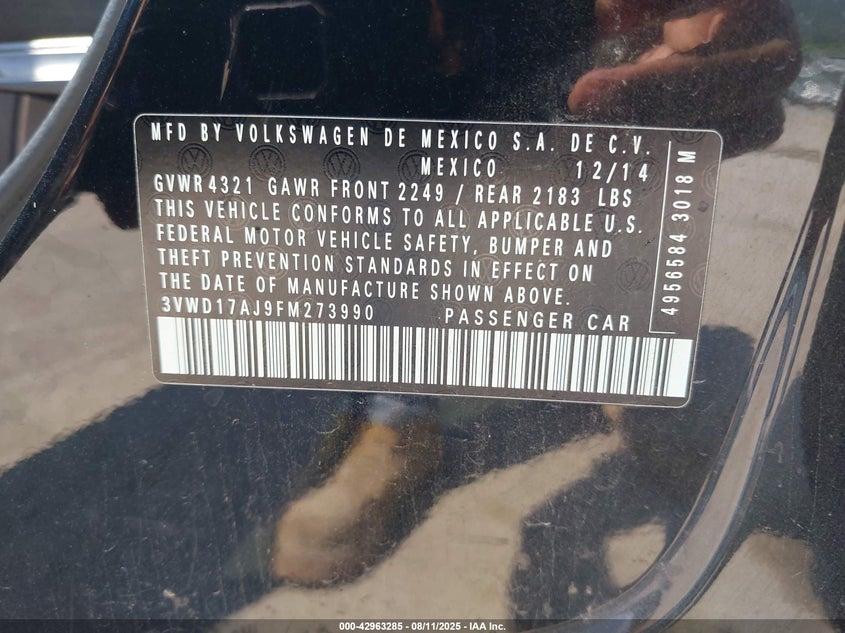 MFD BY VOLKSWAGEN DE MEXICO S.A. DE C.V.
MEXICO 12/14
GVWR 4321 GAWR FRONT 2249 / REAR 2183 LBS
THIS VEHICLE CONFORMS TO ALL APPLICABLE U.S.
FEDERAL MOTOR VEHICLE SAFETY, BUMPER AND
THEFT PREVENTION STANDARDS IN EFFECT ON
THE DATE OF MANUFACTURE SHOWN ABOVE.
3VWD17AJ9FM273990 PASSENGER CAR
4956584 3018 M
000-42963285 - 08/11/2025 - IAA Inc.